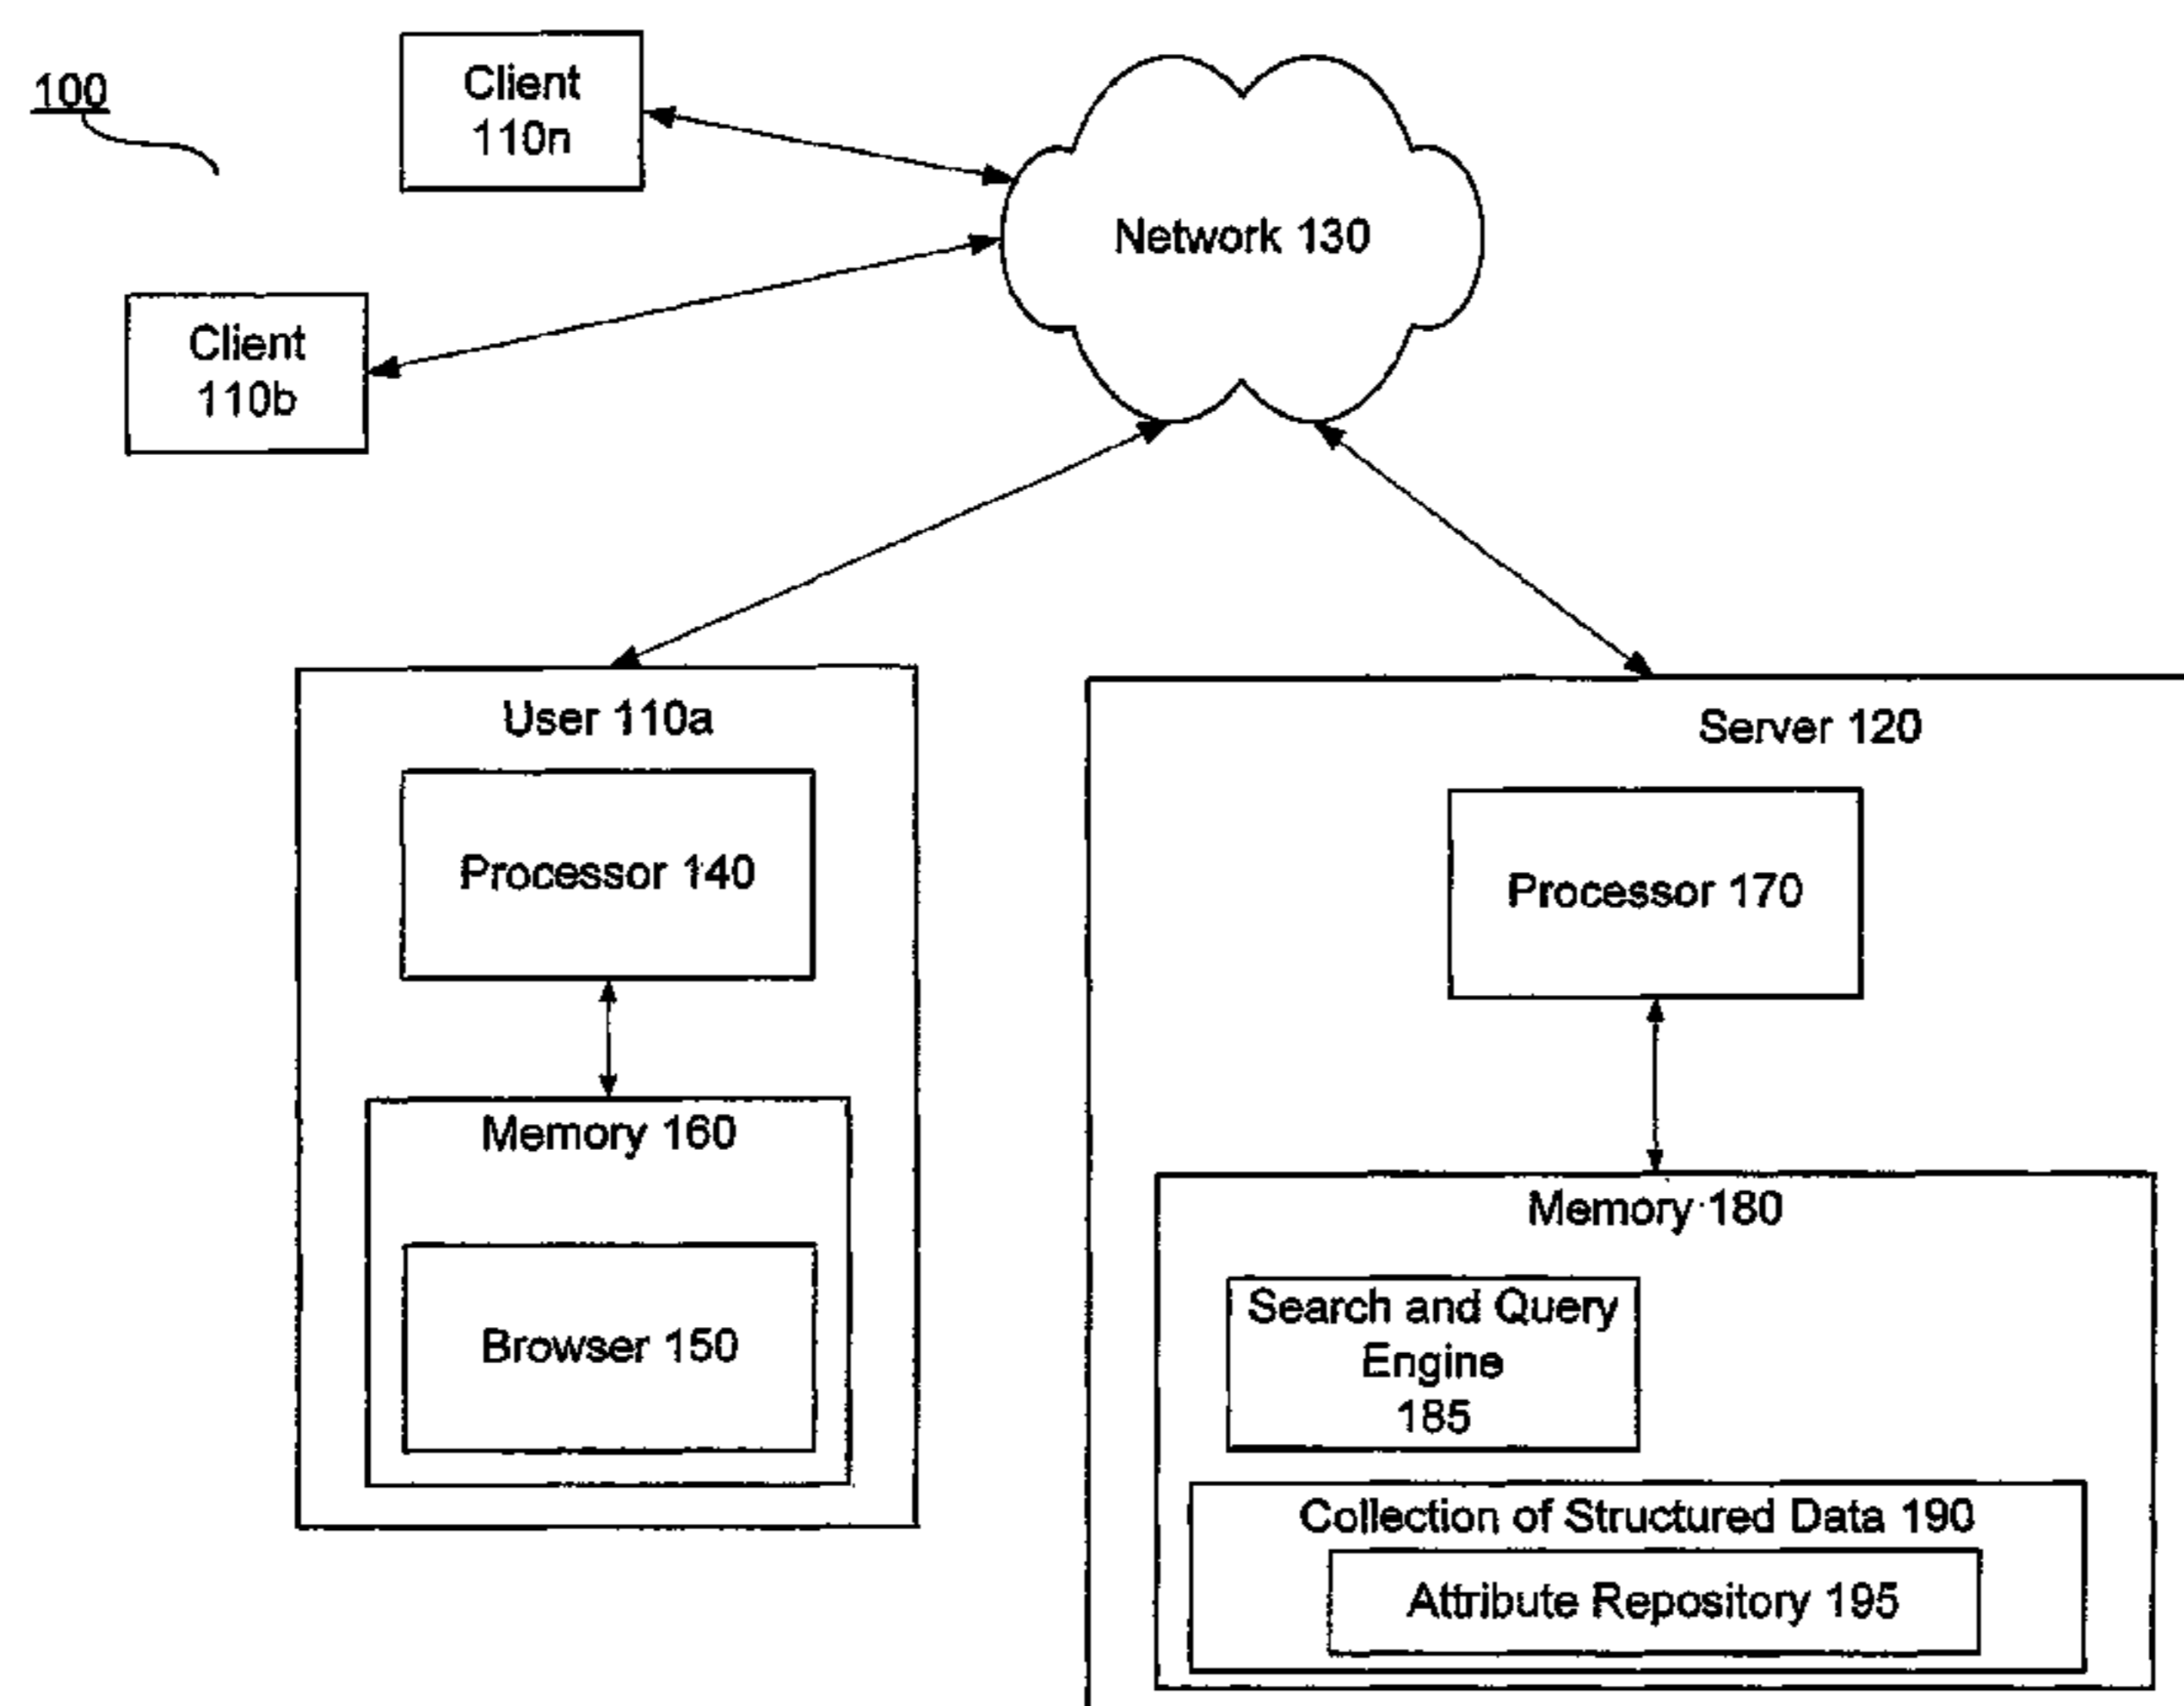 100
Client
110n
Network 130
Client
110b
User 110a
Server 120
Processor 140
Processor 170
Memory 160
Memory 180
Browser 150
Search and Query
Engine
185
Collection of Structured Data 190
Attribute Repository 195